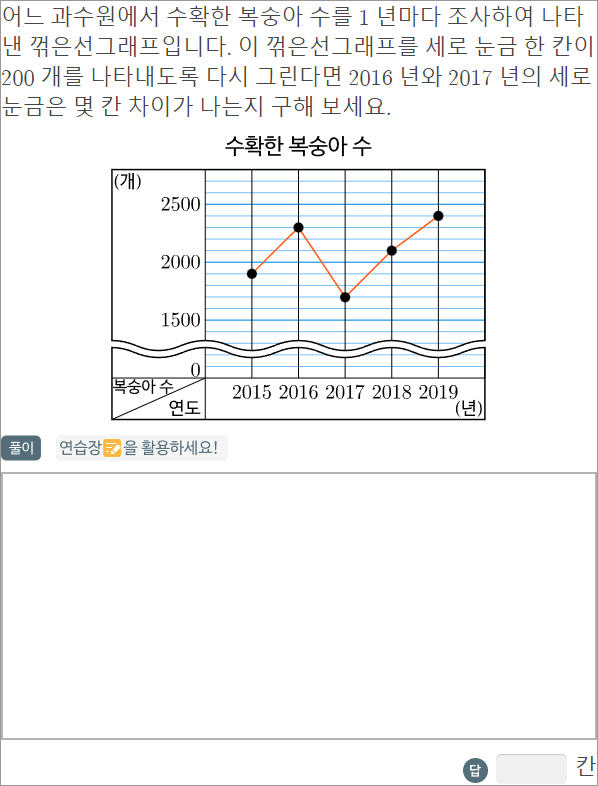 어느 과수원에서 수확한 복숭아 수를 1 년마다 조사하여 나타
낸 꺾은선그래프입니다. 이 꺾은선그래프를 세로 눈금 한 칸이
200 개를 나타내도록 다시 그린다면 2016 년와 2017 년의 세로
눈금은 몇 칸 차이가 나는지 구해 보세요.
수확한 복숭아 수
(개)
2500
2000
1500
0
복숭아 수
연도
2015 2016 2017 2018 2019
(년)
풀이 연습장을 활용하세요!
답 칸